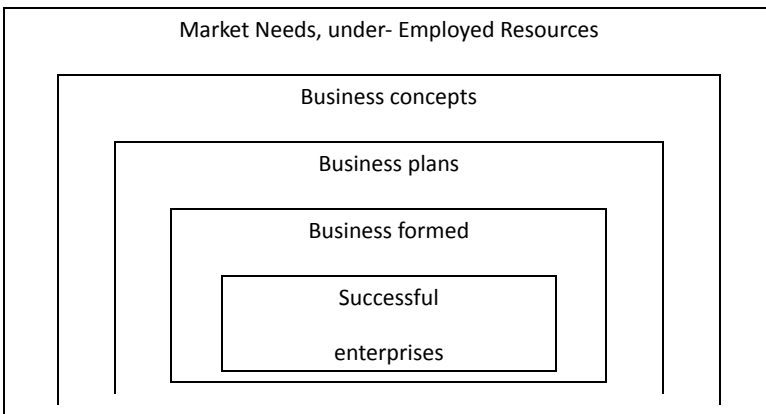 Market Needs, under- Employed Resources
Business concepts
Business plans
Business formed
Successful
enterprises